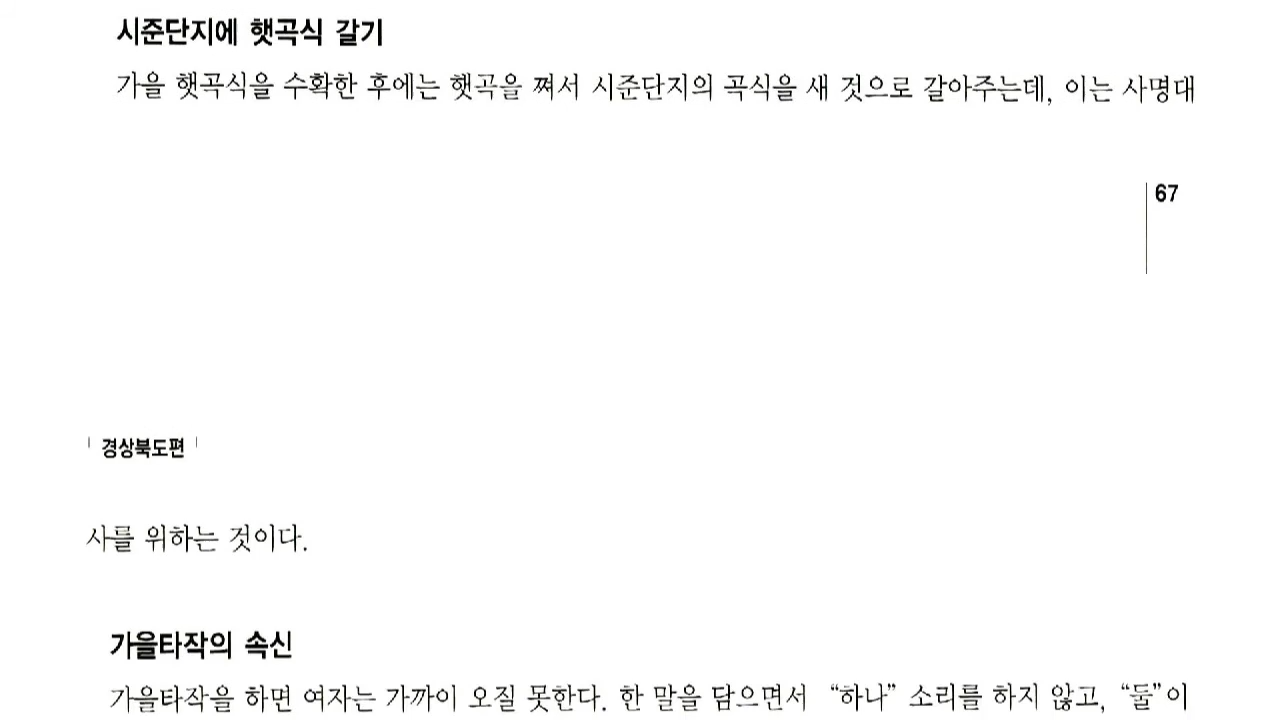 시준단지에 햇곡식 갈기
가을 햇곡식을 수확한 후에는 햇곡을 쪄서 시준단지의 곡식을 새 것으로 갈아주는데, 이는 사명대
67
경상북도편
사를 위하는 것이다.
가을타작의 속신
가을타작을 하면 여자는 가까이 오질 못한다. 한 말을 담으면서 “하나” 소리를 하지 않고, “둘”이